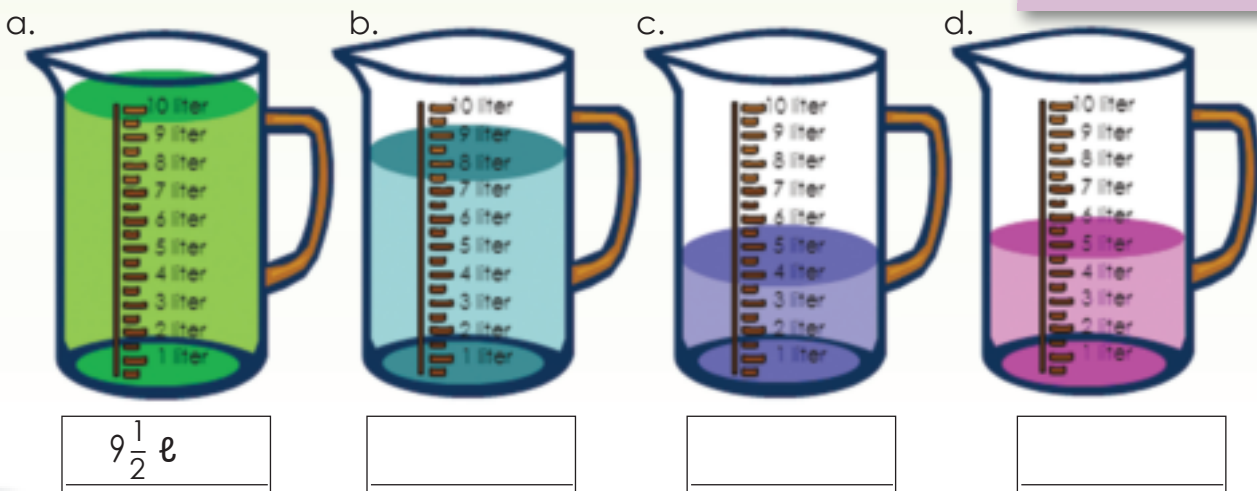 a. b. c. d.
10 liter 10 liter 10 liter 10 liter
9 liter 9 liter 9 liter 9 liter
8 liter 8 liter 8 liter 8 liter
7 liter 7 liter 7 liter 7 liter
6 liter 6 liter 6 liter 6 liter
5 liter 5 liter 5 liter 5 liter
4 liter 4 liter 4 liter 4 liter
3 liter 3 liter 3 liter 3 liter
2 liter 2 liter 2 liter 2 liter
1 liter 1 liter 1 liter 1 liter
9 1/2 ℓ